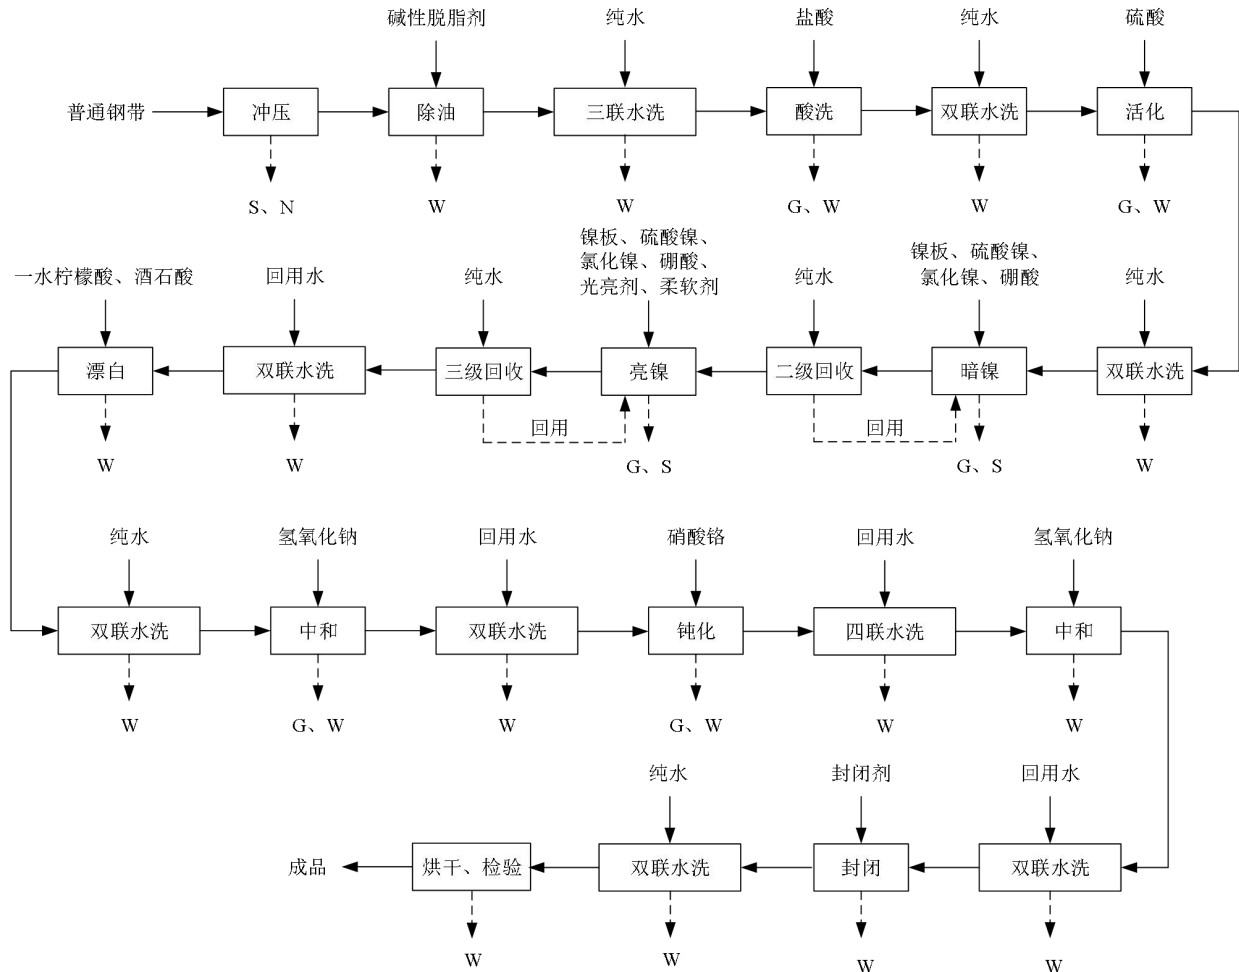 碱性脱脂剂
纯水
盐酸
纯水
硫酸
普通钢带
冲压
除油
三联水洗
酸洗
双联水洗
活化
S、N
W
W
G、W
W
G、W
一水柠檬酸、酒石酸
回用水
纯水
镍板、硫酸镍、
氯化镍、硼酸、
光亮剂、柔软剂
纯水
镍板、硫酸镍、
氯化镍、硼酸
纯水
漂白
双联水洗
三级回收
亮镍
二级回收
暗镍
双联水洗
回用
回用
W
W
G、S
G、S
W
纯水
氢氧化钠
回用水
硝酸铬
回用水
氢氧化钠
双联水洗
中和
双联水洗
钝化
四联水洗
中和
W
G、W
G、W
W
W
纯水
封闭剂
回用水
成品
烘干、检验
双联水洗
封闭
双联水洗
W
W
W
W